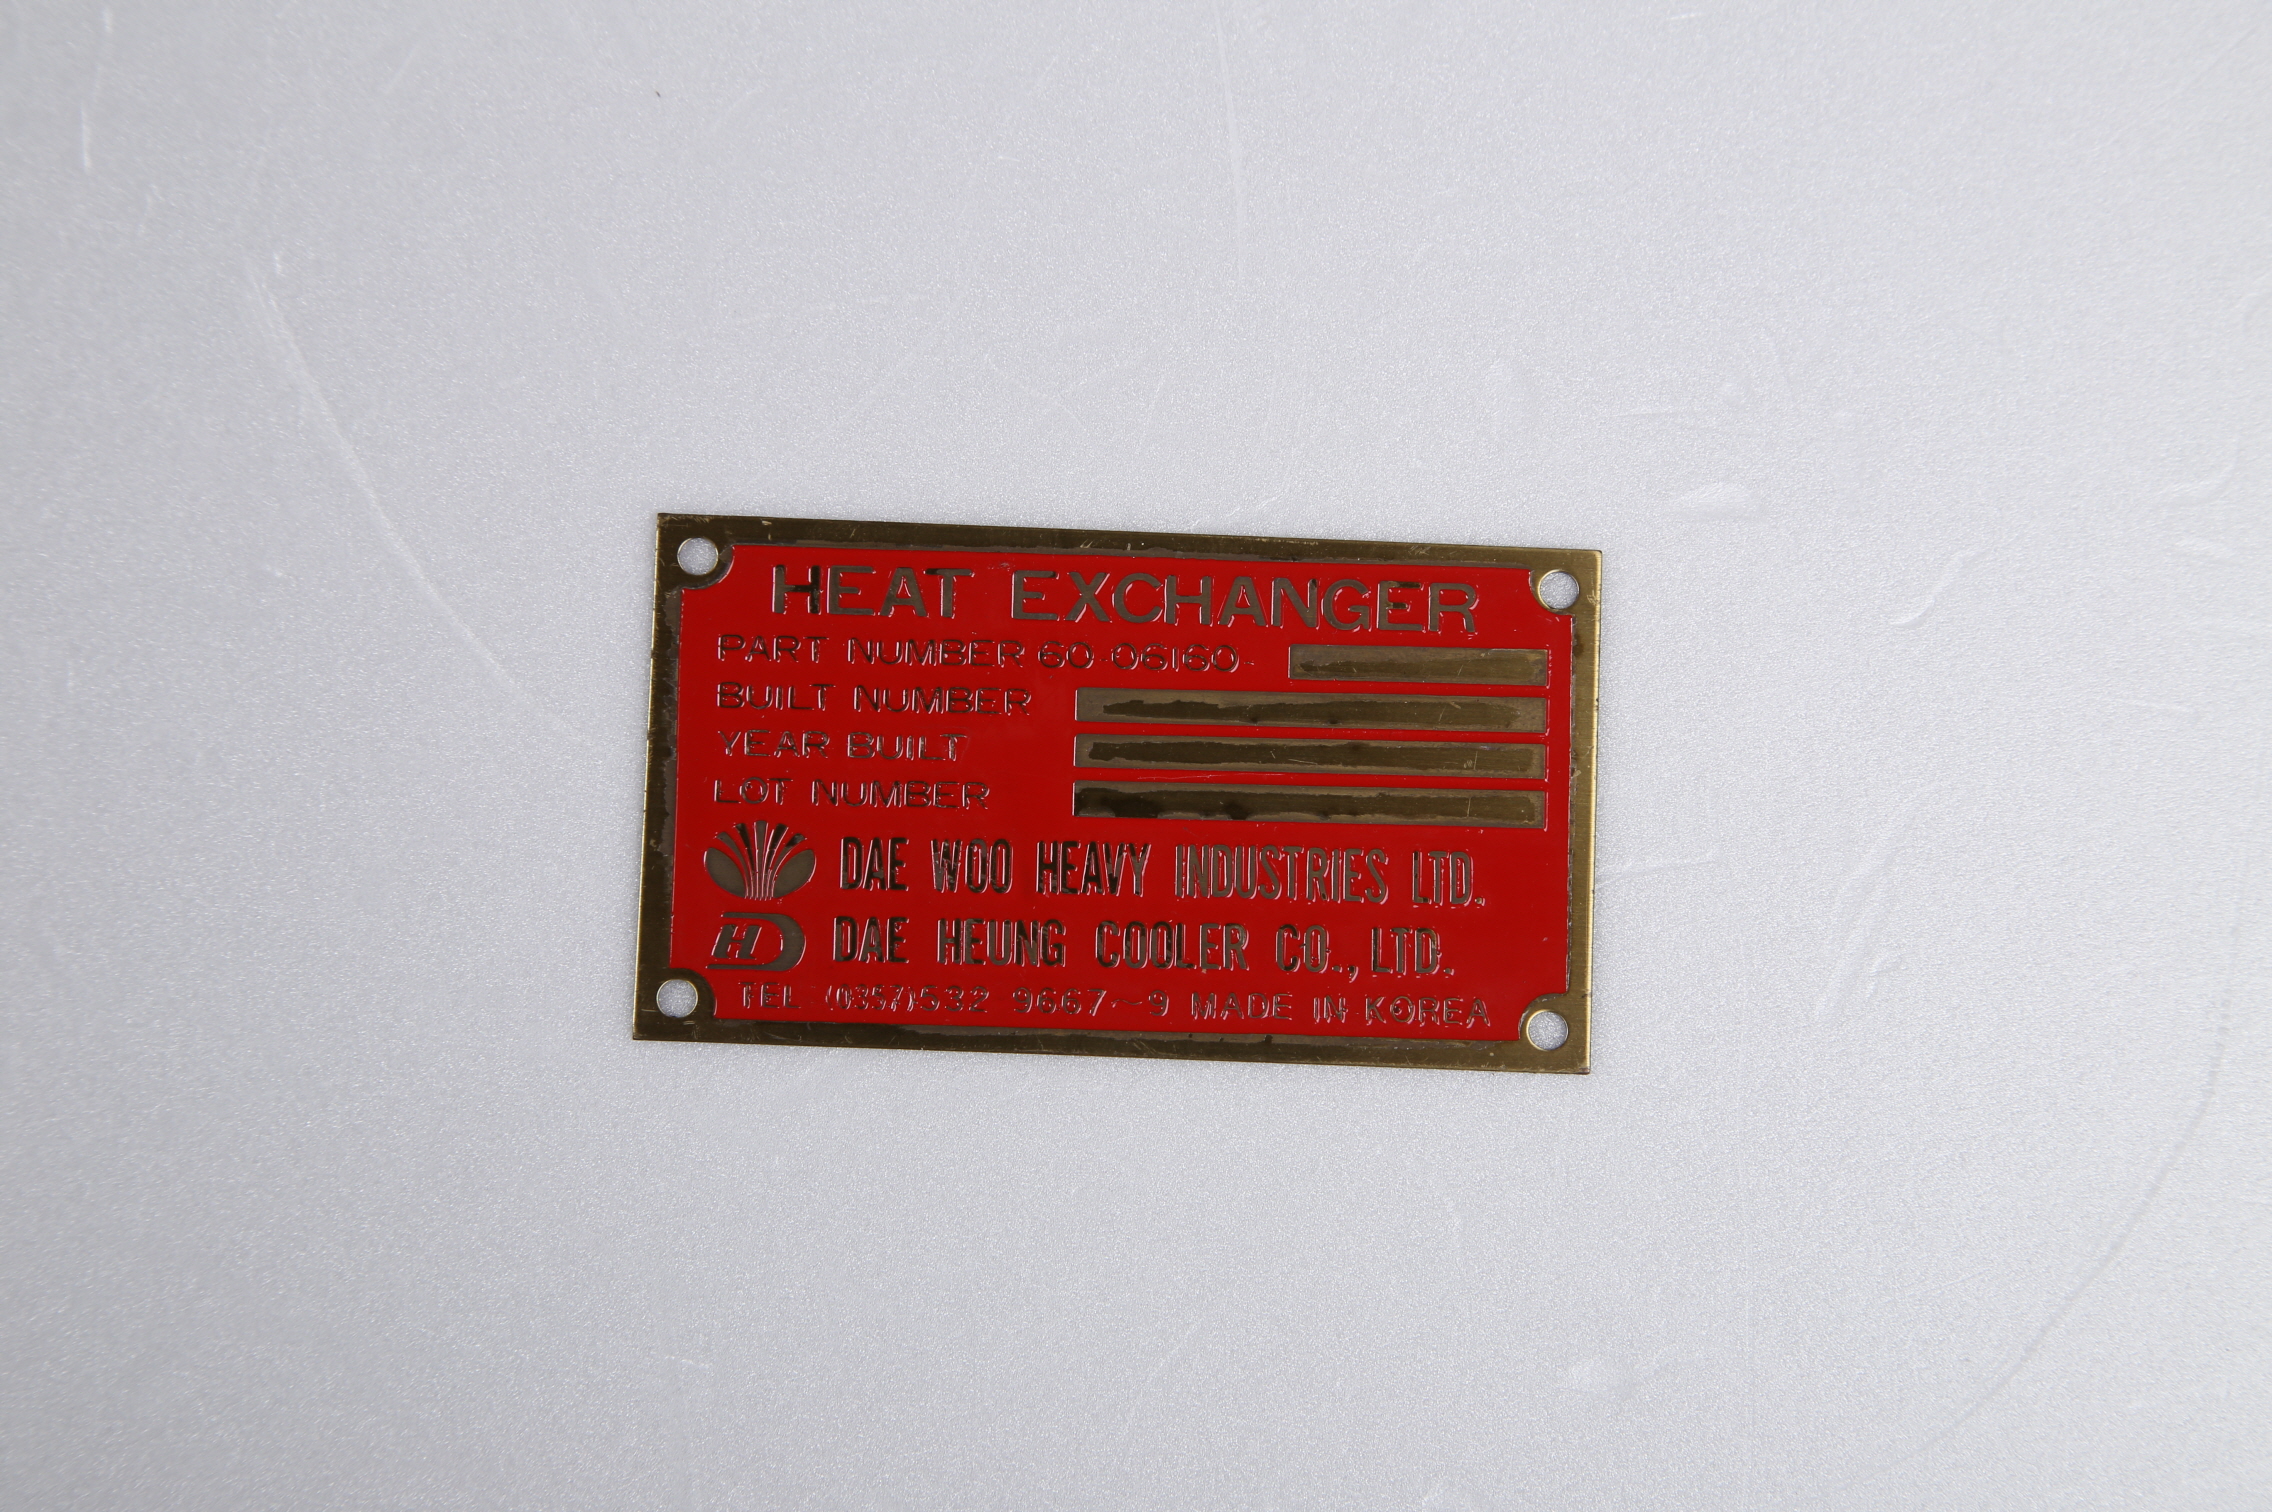 HEAT EXCHANGER
PART NUMBER 60-06160-
BUILT NUMBER
YEAR BUILT
LOT NUMBER
DAE WOO HEAVY INDUSTRIES LTD.
HD DAE HEUNG COOLER CO., LTD.
TEL (0357)532 9667~9 MADE IN KOREA